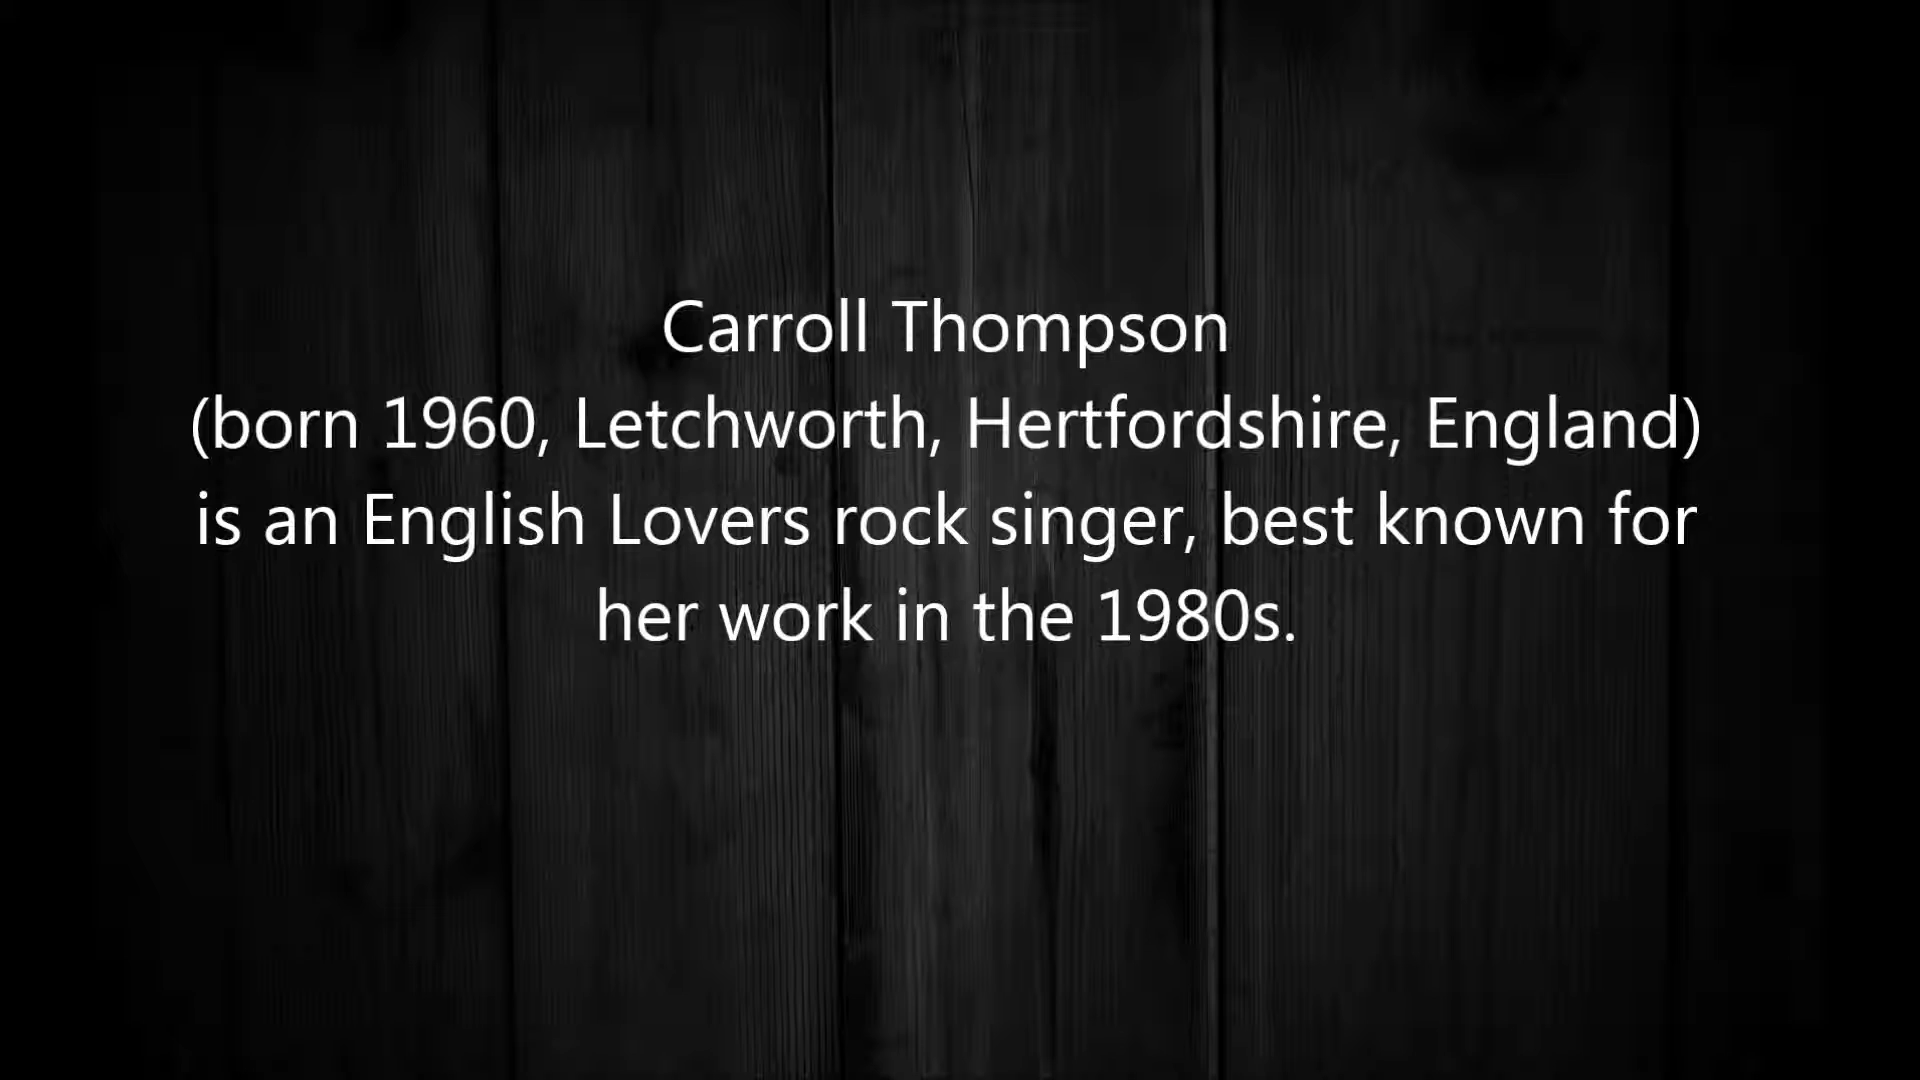 Carroll Thompson
(born 1960, Letchworth, Hertfordshire, England)
is an English Lovers rock singer, best known for
her work in the 1980s.